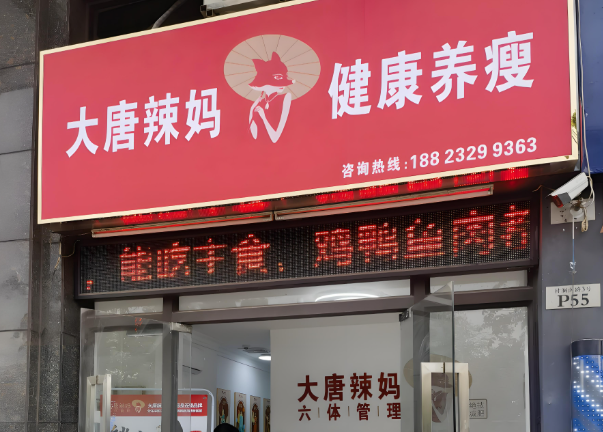 大唐辣妈 健康养瘦
咨询热线:188 2329 9363
能吃主食,鸡鸭鱼肉
P55
大唐辣妈
六体管理